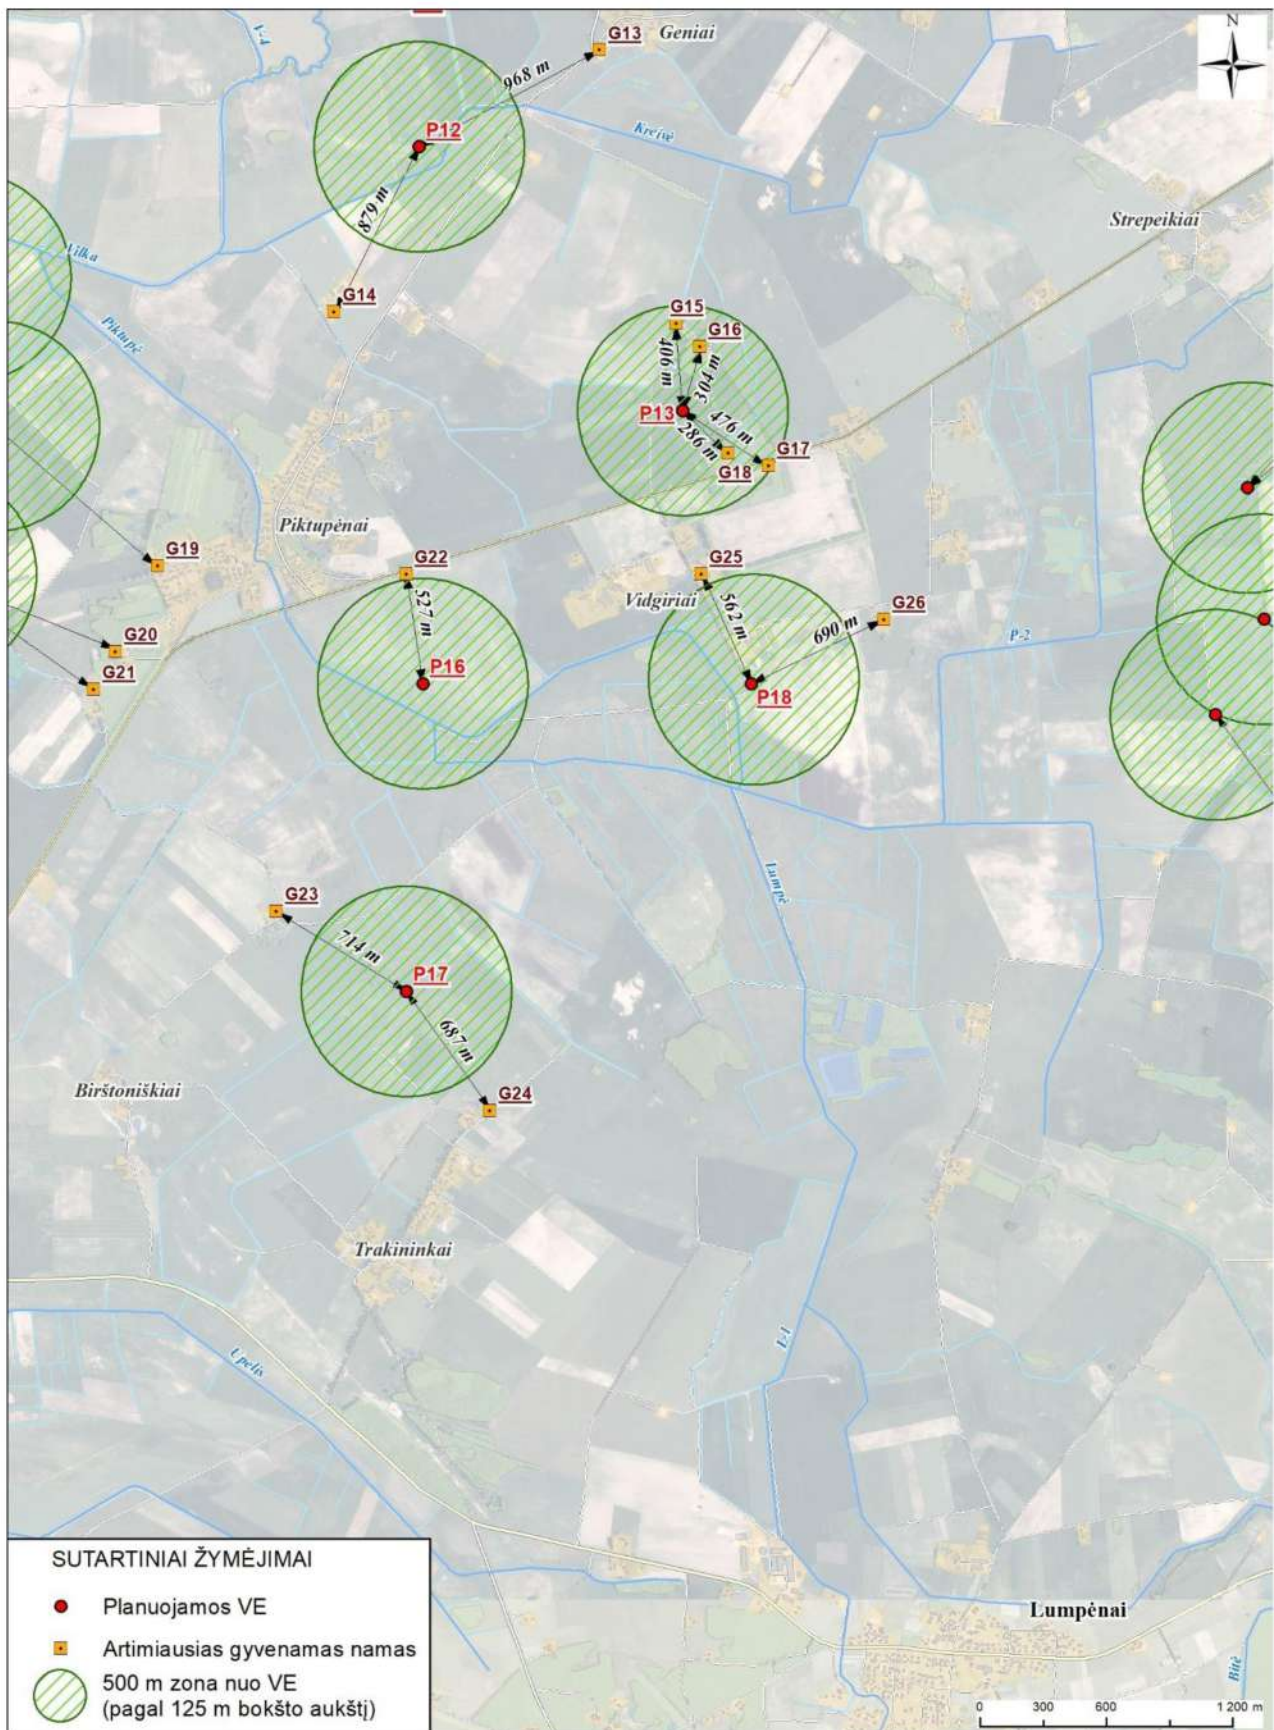 I-4
G13
Geniai
N
968 m
P12
Kreivė
879 m
Strepeikiai
Vilka
G14
G15
Piktupė
G16
406 m
304 m
P13
476 m
286 m
G17
G18
Piktupėnai
G19
G22
G25
527 m
Vidgiriai
562 m
G26
690 m
P-2
G20
G21
P16
P18
Lumpė
G23
714 m
P17
687 m
Birštoniškiai
G24
Trakininkai
L-1
Upelis
SUTARTINIAI ŽYMĖJIMAI
Planuojamos VE
Artimiausias gyvenamas namas
500 m zona nuo VE
(pagal 125 m bokšto aukštį)
Lumpėnai
Bitė
0 300 600 1 200 m